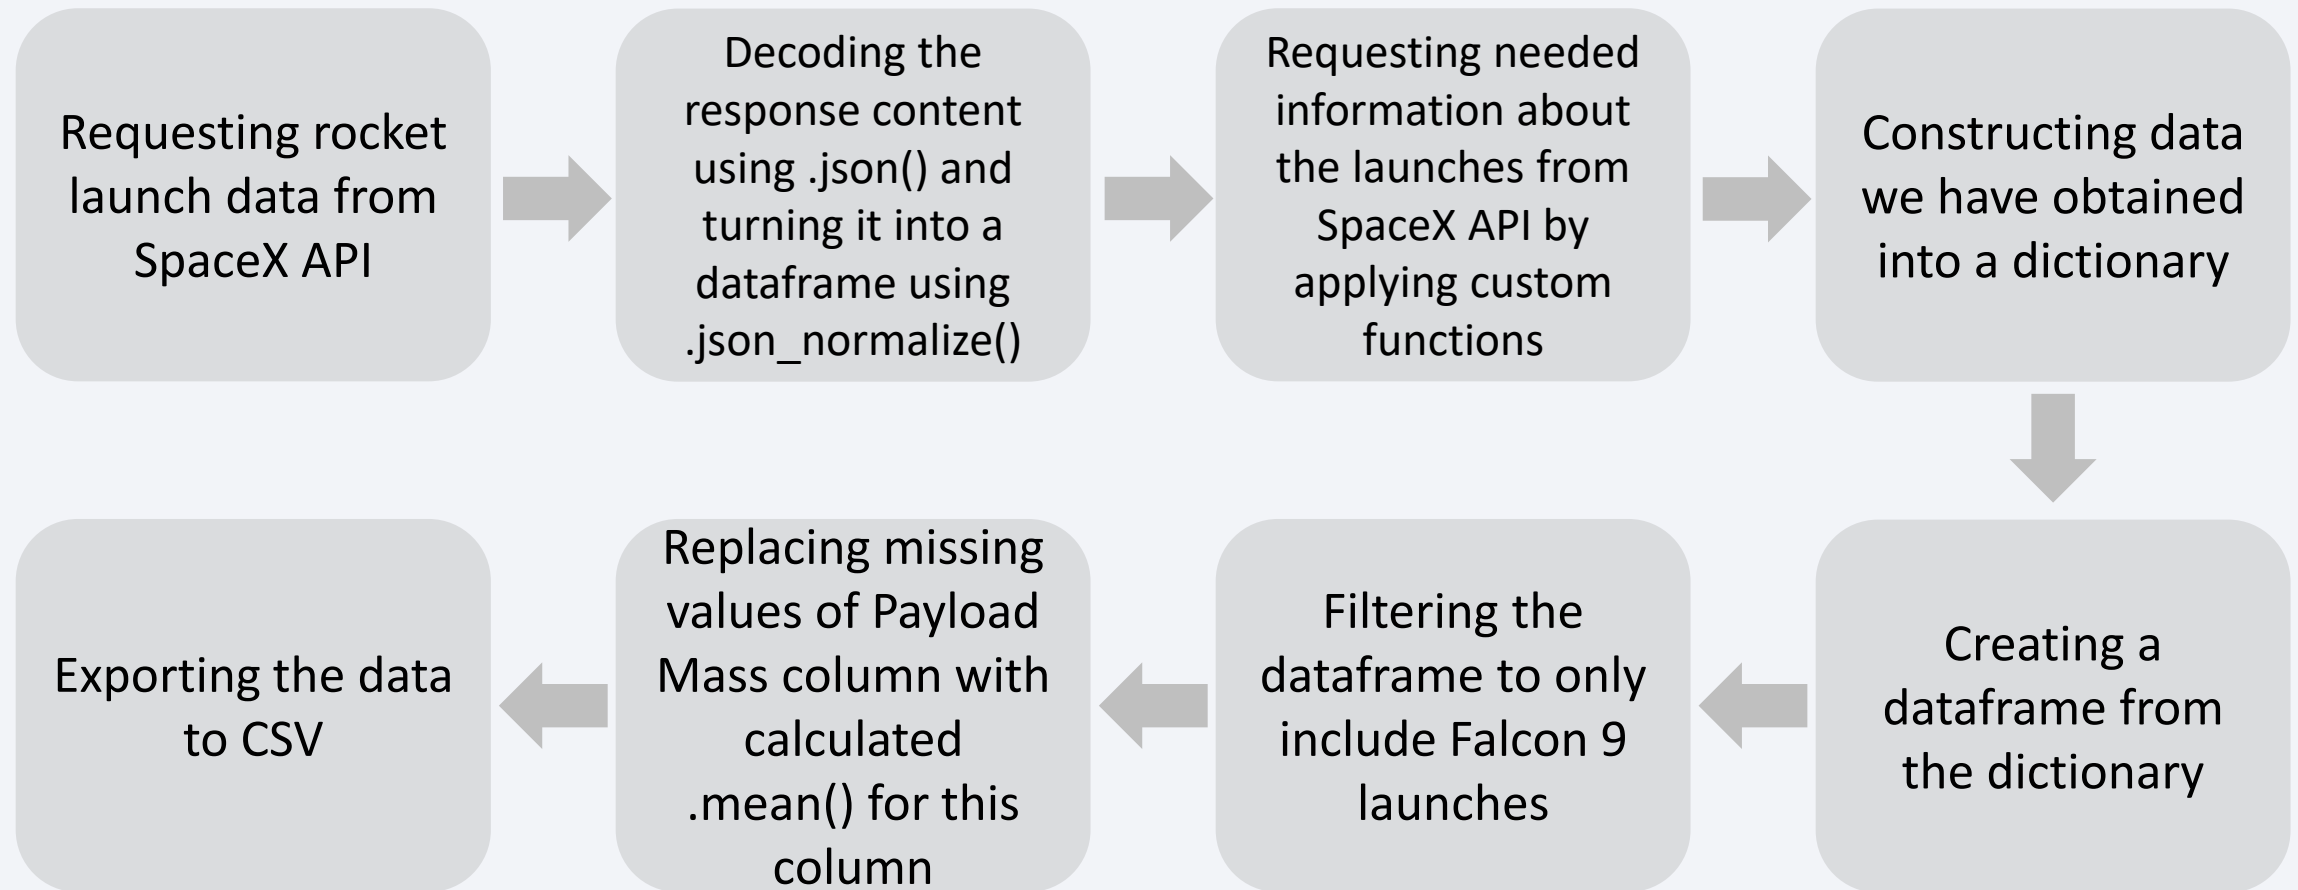 Requesting rocket
launch data from
SpaceX API
Decoding the
response content
using .json() and
turning it into a
dataframe using
.json_normalize()
Requesting needed
information about
the launches from
SpaceX API by
applying custom
functions
Constructing data
we have obtained
into a dictionary
Creating a
dataframe from
the dictionary
Filtering the
dataframe to only
include Falcon 9
launches
Replacing missing
values of Payload
Mass column with
calculated
.mean() for this
column
Exporting the data
to CSV